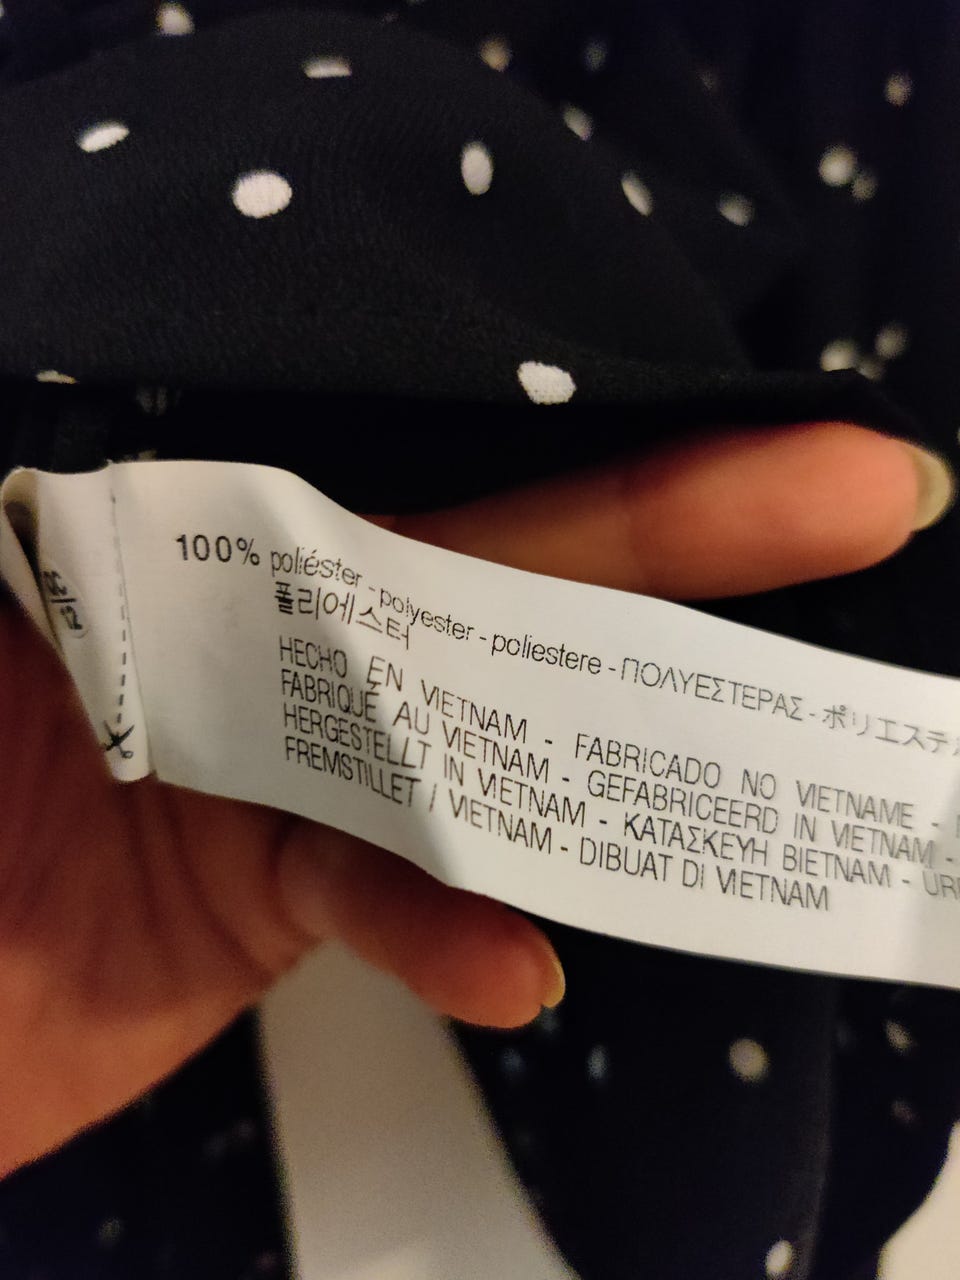 100% poliéster - polyester - poliestere - ΠΟΛΥΕΣΤΕΡΑΣ - ポリエステ
폴리에스터
HECHO EN VIETNAM - FABRICADO NO VIETNAME -
FABRIQUÉ AU VIETNAM - GEFABRICEERD IN VIETNAM -
HERGESTELLT IN VIETNAM - ΚΑΤΑΣΚΕΥΗ ΒΙΕΤΝΑΜ -
FREMSTILLET I VIETNAM - DIBUAT DI VIETNAM